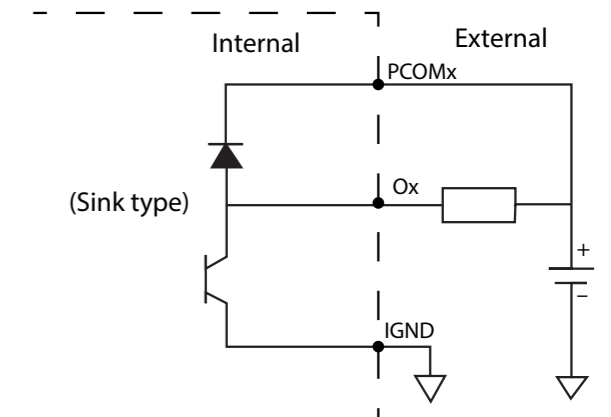 Internal
External
PCOMx
(Sink type)
Ox
+
−
IGND